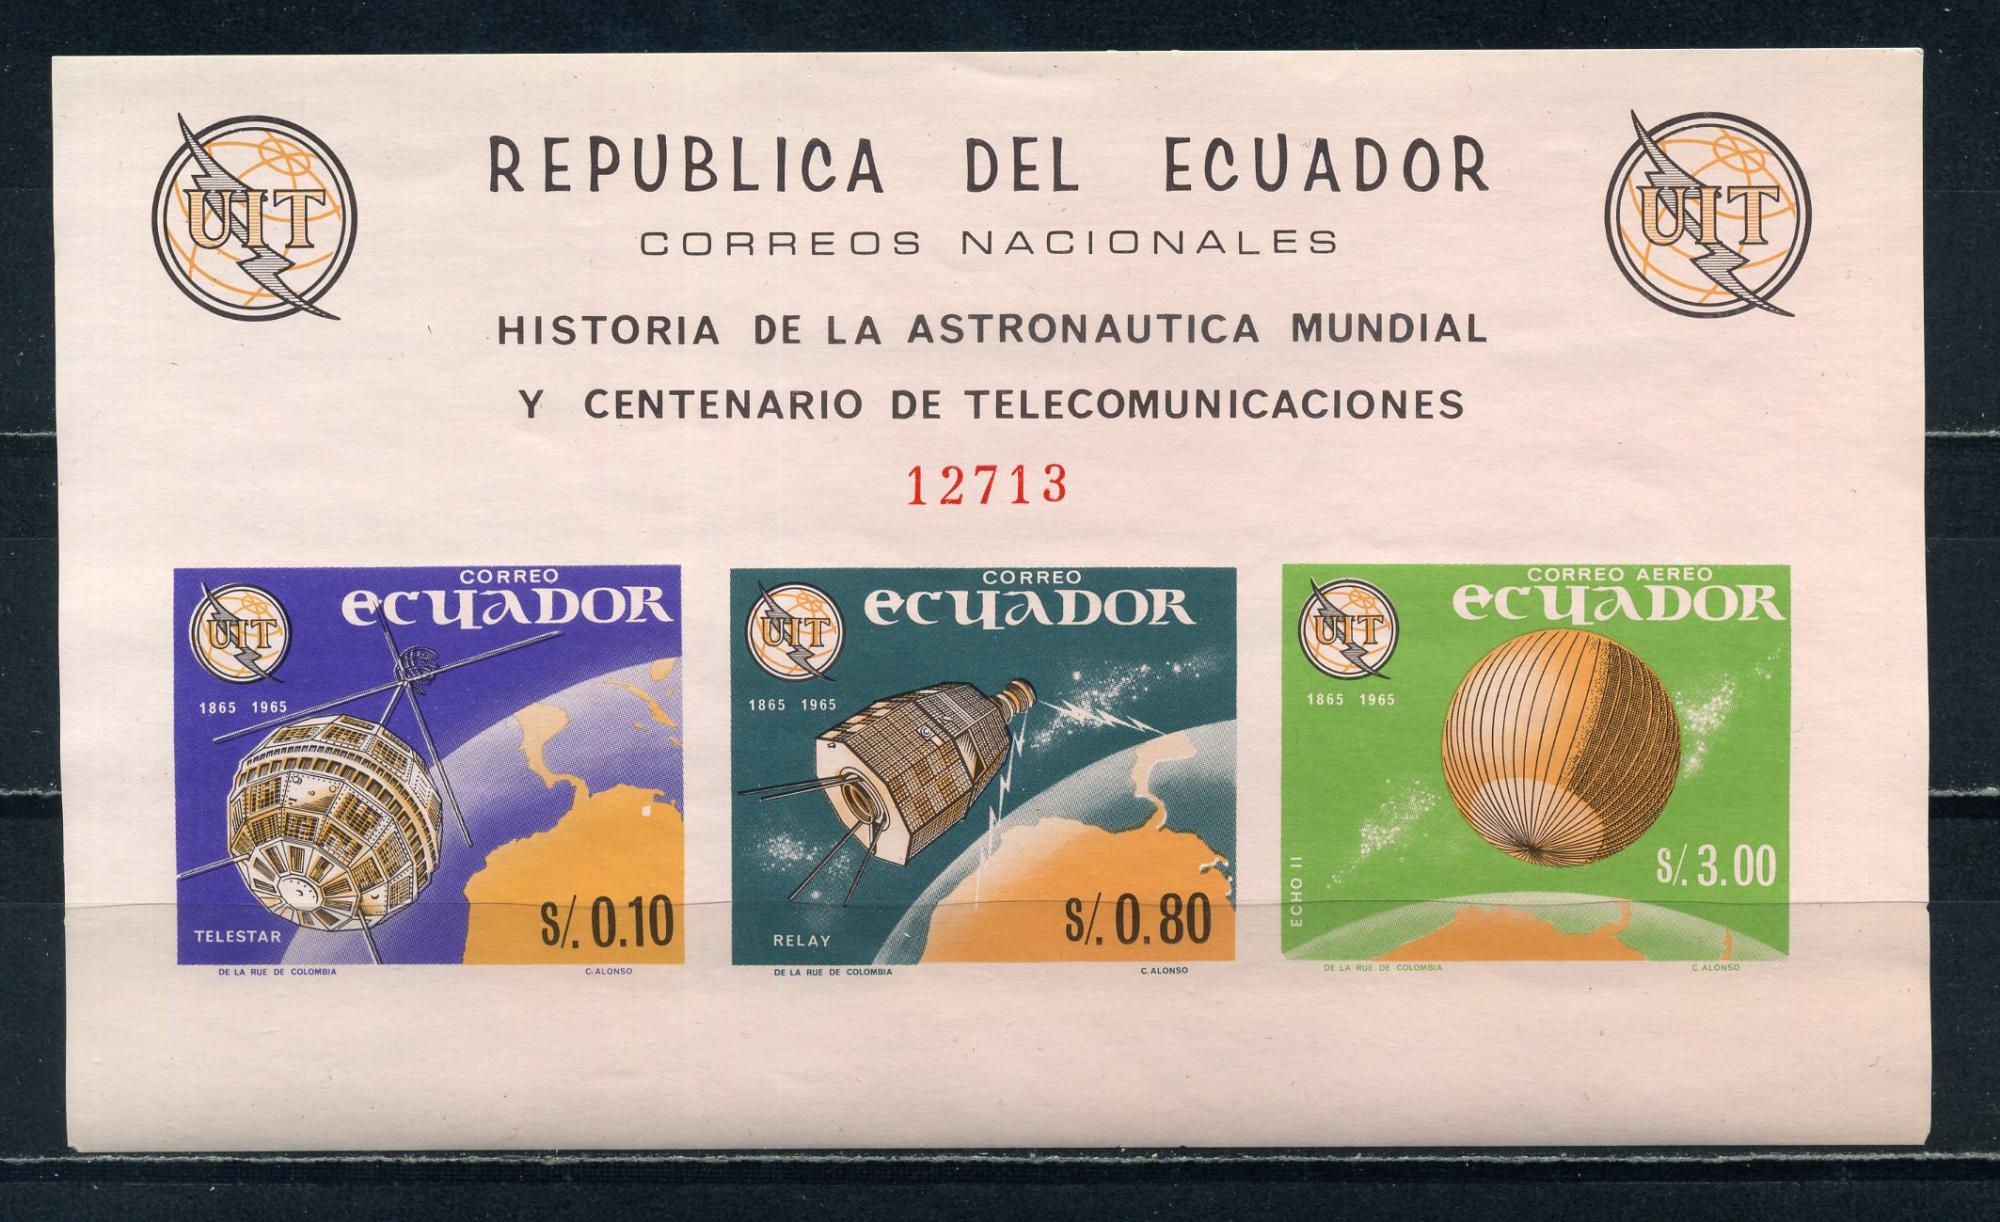 UIT
UIT
REPUBLICA DEL ECUADOR
CORREOS NACIONALES
HISTORIA DE LA ASTRONAUTICA MUNDIAL
Y CENTENARIO DE TELECOMUNICACIONES
12713
CORREO
ECUADOR
UIT
1865 1965
TELESTAR
S/. 0.10
DE LA RUE DE COLOMBIA
C. ALONSO
CORREO
ECUADOR
UIT
1865 1965
RELAY
S/. 0.80
DE LA RUE DE COLOMBIA
C. ALONSO
CORREO AEREO
ECUADOR
UIT
1865 1965
ECHO II
S/. 3.00
DE LA RUE DE COLOMBIA
C. ALONSO